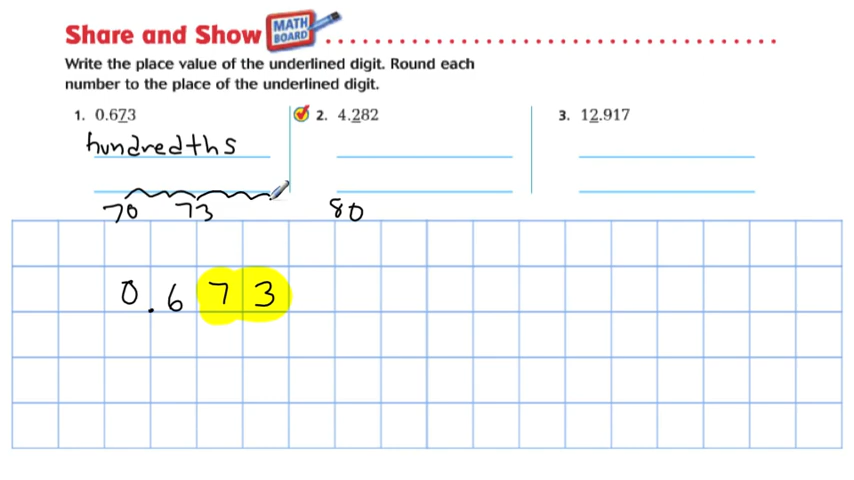 Share and Show MATH BOARD
Write the place value of the underlined digit. Round each
number to the place of the underlined digit.
1. 0.673
hundredths
2. 4.282
3. 12.917
70 73 80
0.673